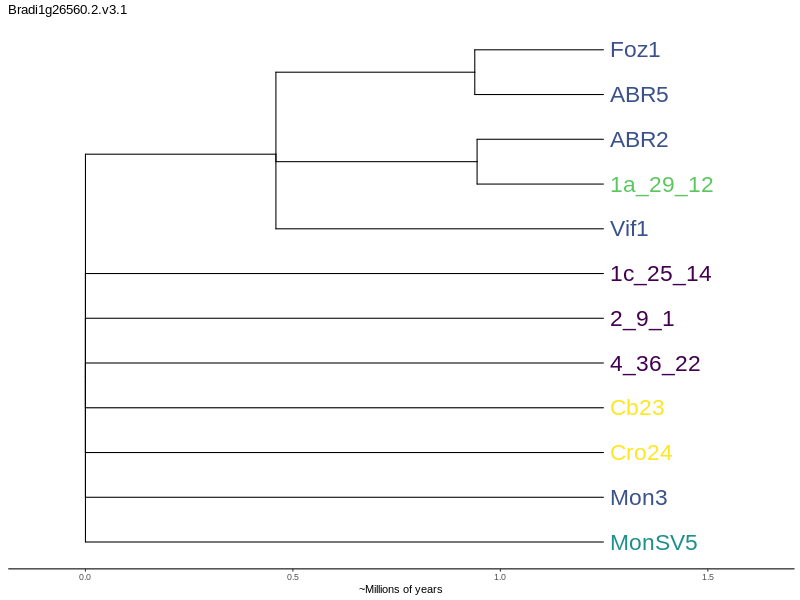 Bradi1g26560.2.v3.1
Foz1
ABR5
ABR2
1a_29_12
Vif1
1c_25_14
2_9_1
4_36_22
Cb23
Cro24
Mon3
MonSV5
0.0 0.5 1.0 1.5
~Millions of years